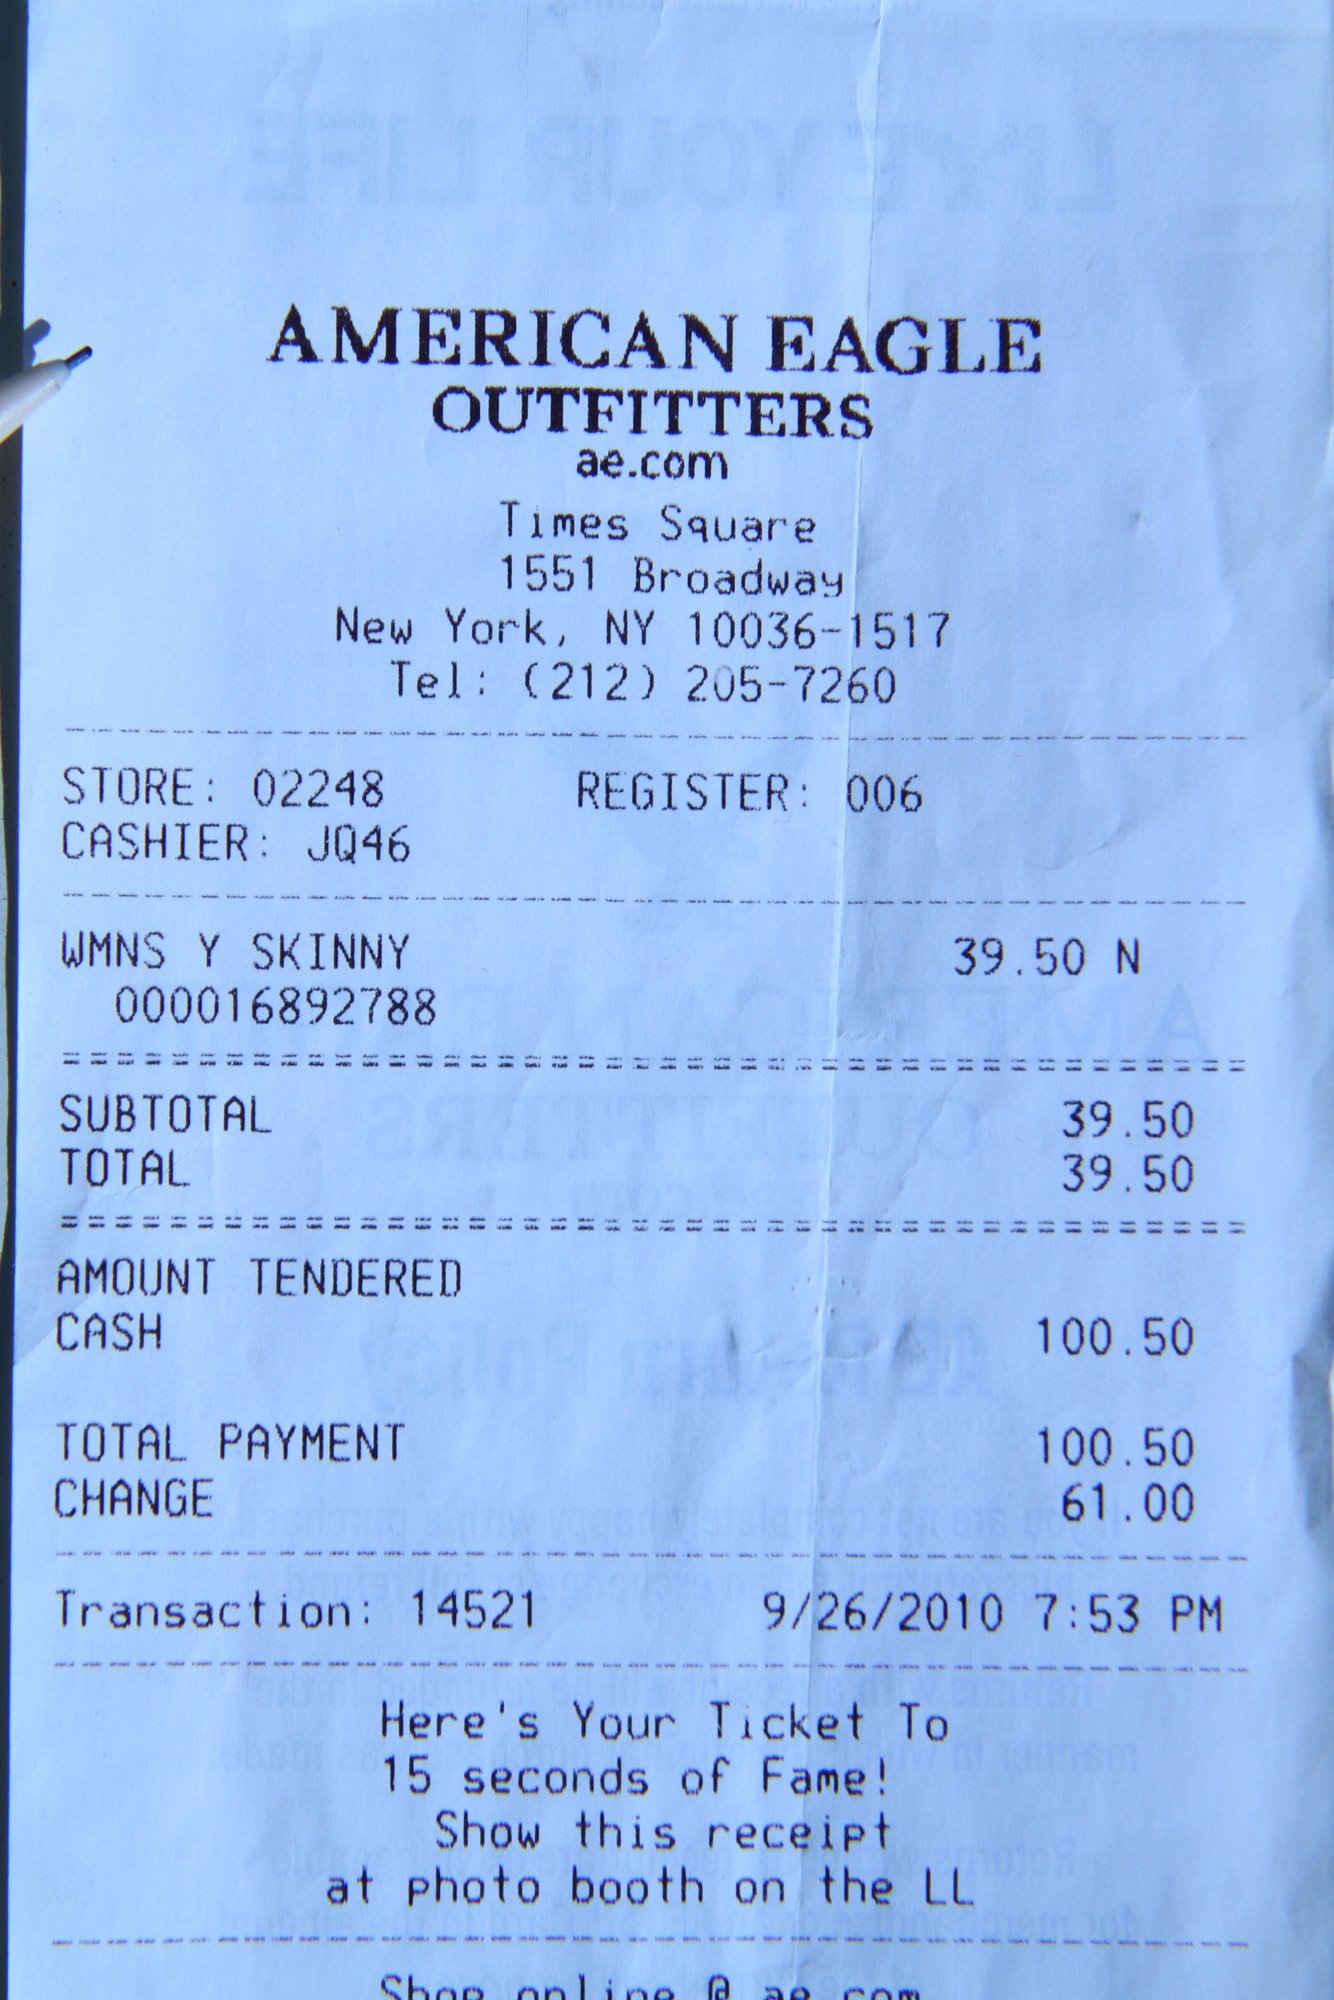 AMERICAN EAGLE
OUTFITTERS
ae.com
Times Square
1551 Broadway
New York, NY 10036-1517
Tel: (212) 205-7260
STORE: 02248 REGISTER: 006
CASHIER: JQ46
WMNS Y SKINNY 39.50 N
000016892788
SUBTOTAL 39.50
TOTAL 39.50
AMOUNT TENDERED
CASH 100.50
TOTAL PAYMENT 100.50
CHANGE 61.00
Transaction: 14521 9/26/2010 7:53 PM
Here's Your Ticket To
15 seconds of Fame!
Show this receipt
at photo booth on the LL
Shop online @ ae.com